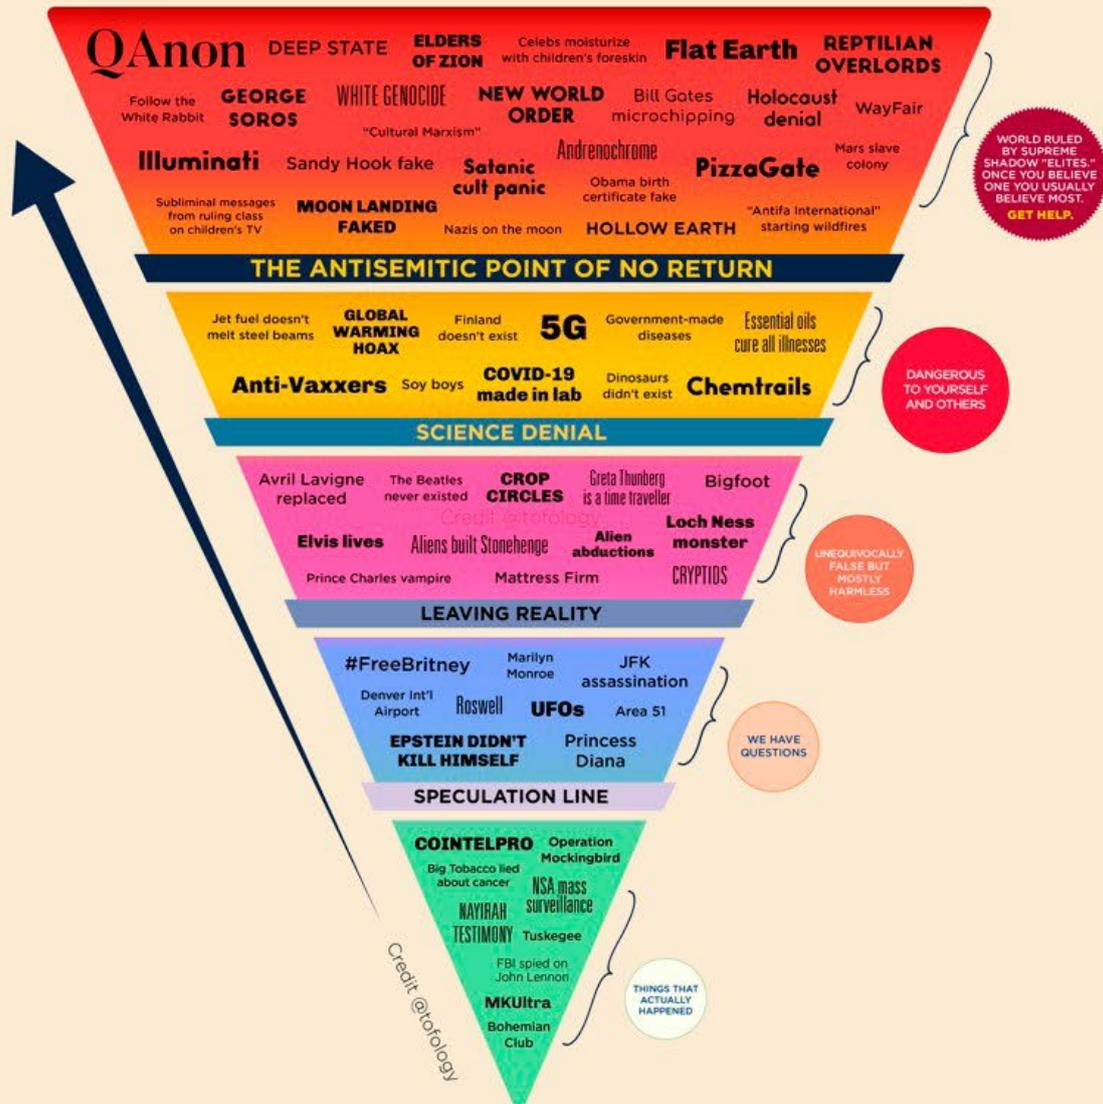 QAnon
DEEP STATE
ELDERS
OF ZION
Celebs moisturize
with children's foreskin
Flat Earth
REPTILIAN
OVERLORDS
Follow the
White Rabbit
GEORGE
SOROS
WHITE GENOCIDE
NEW WORLD
ORDER
Bill Gates
microchipping
Holocaust
denial
WayFair
"Cultural Marxism"
Illuminati
Sandy Hook fake
Satanic
cult panic
Andrenochrome
PizzaGate
Mars slave
colony
Obama birth
certificate fake
Subliminal messages
from ruling class
on children's TV
MOON LANDING
FAKED
Nazis on the moon
HOLLOW EARTH
"Antifa International"
starting wildfires
WORLD RULED
BY SUPREME
SHADOW "ELITES."
ONCE YOU BELIEVE
ONE YOU USUALLY
BELIEVE MOST.
GET HELP.
THE ANTISEMITIC POINT OF NO RETURN
Jet fuel doesn't
melt steel beams
GLOBAL
WARMING
HOAX
Finland
doesn't exist
5G
Government-made
diseases
Essential oils
cure all illnesses
Anti-Vaxxers
Soy boys
COVID-19
made in lab
Dinosaurs
didn't exist
Chemtrails
DANGEROUS
TO YOURSELF
AND OTHERS
SCIENCE DENIAL
Avril Lavigne
replaced
The Beatles
never existed
CROP
CIRCLES
Greta Thunberg
is a time traveller
Bigfoot
Credit @tofology
Elvis lives
Aliens built Stonehenge
Alien
abductions
Loch Ness
monster
Prince Charles vampire
Mattress Firm
CRYPTIDS
UNEQUIVOCALLY
FALSE BUT
MOSTLY
HARMLESS
LEAVING REALITY
#FreeBritney
Marilyn
Monroe
JFK
assassination
Denver Int'l
Airport
Roswell
UFOs
Area 51
EPSTEIN DIDN'T
KILL HIMSELF
Princess
Diana
WE HAVE
QUESTIONS
SPECULATION LINE
COINTELPRO
Operation
Mockingbird
Big Tobacco lied
about cancer
NSA mass
surveillance
NAYIRAH
TESTIMONY
Tuskegee
FBI spied on
John Lennon
MKUltra
Bohemian
Club
THINGS THAT
ACTUALLY
HAPPENED
Credit @tofology